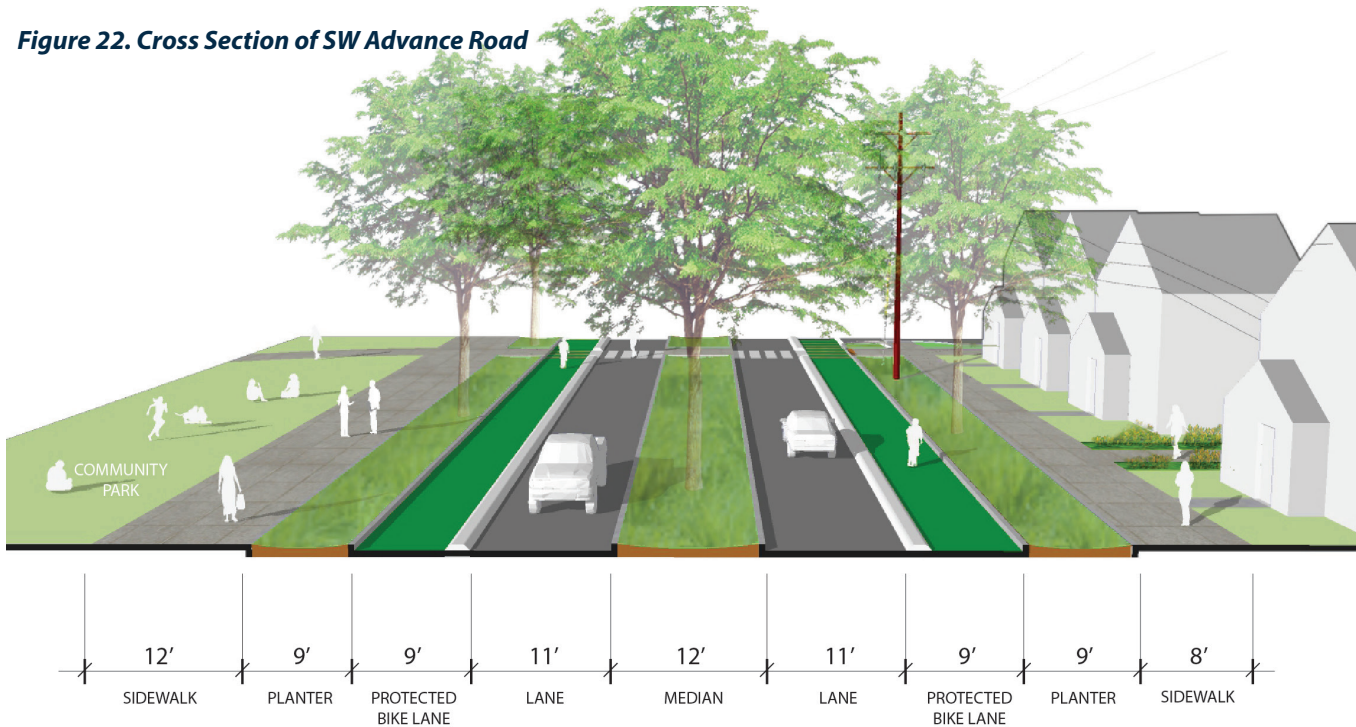 Figure 22. Cross Section of SW Advance Road
COMMUNITY
PARK
12’ 9’ 9’ 11’ 12’ 11’ 9’ 9’ 8’
SIDEWALK PLANTER PROTECTED LANE MEDIAN LANE PROTECTED PLANTER SIDEWALK
BIKE LANE BIKE LANE